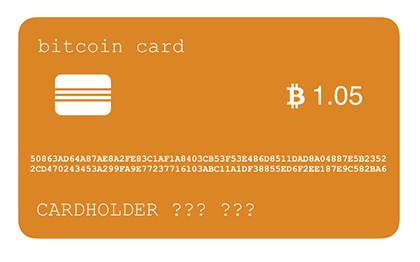 bitcoin card
₿ 1.05
50863AD64A87AE8A2FE83C1AF1A8403CB53F53E486D8511DAD8A04887E5B2352
2CD470243453A299FA9E77237716103ABC11A1DF38855ED6F2EE187E9C582BA6
CARDHOLDER ??? ???